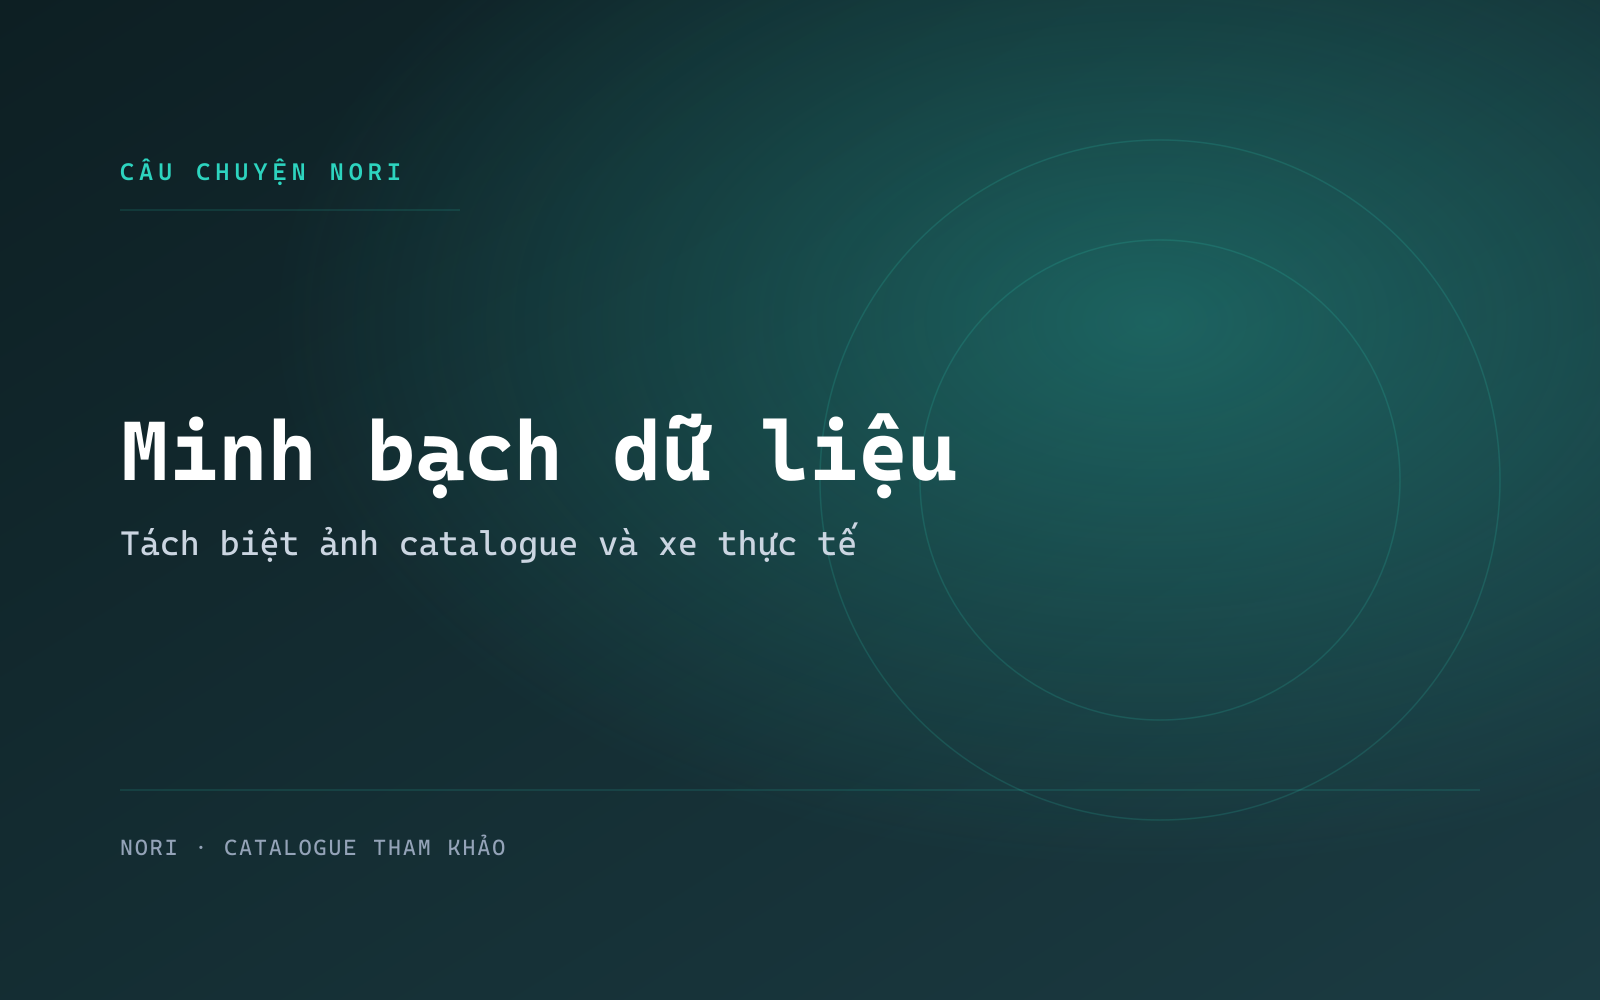 CÂU CHUYỆN NORI
Minh bạch dữ liệu
Tách biệt ảnh catalogue và xe thực tế
NORI · CATALOGUE THAM KHẢO